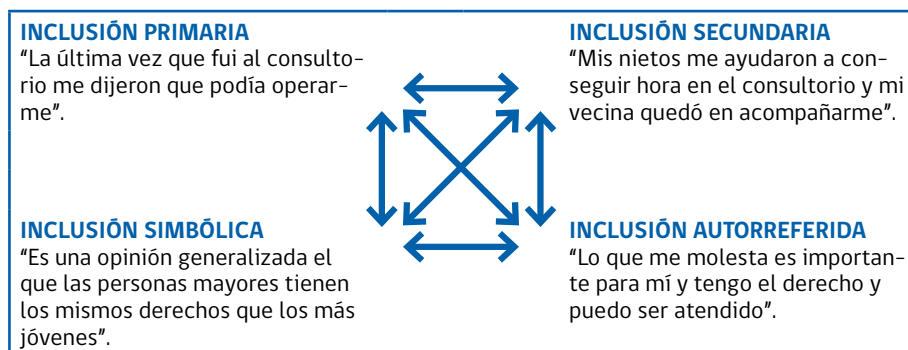 INCLUSIÓN PRIMARIA
"La última vez que fui al consulto-
rio me dijeron que podía operar-
me".
INCLUSIÓN SECUNDARIA
"Mis nietos me ayudaron a con-
seguir hora en el consultorio y mi
vecina quedó en acompañarme".
INCLUSIÓN SIMBÓLICA
"Es una opinión generalizada el
que las personas mayores tienen
los mismos derechos que los más
jóvenes".
INCLUSIÓN AUTORREFERIDA
"Lo que me molesta es importan-
te para mí y tengo el derecho y
puedo ser atendido".